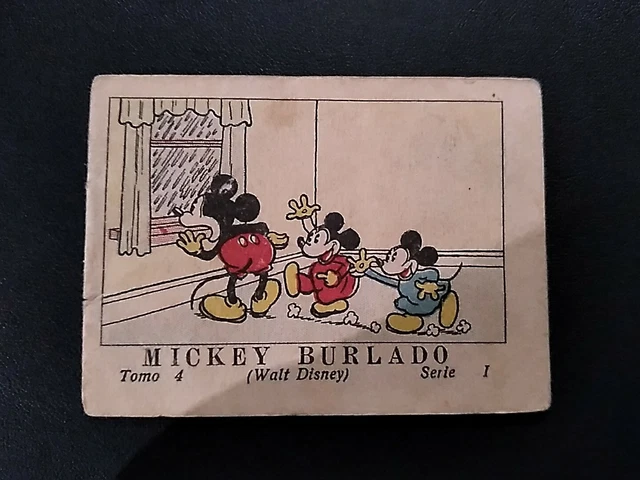 MICKEY BURLADO
Tomo 4 (Walt Disney) Serie I